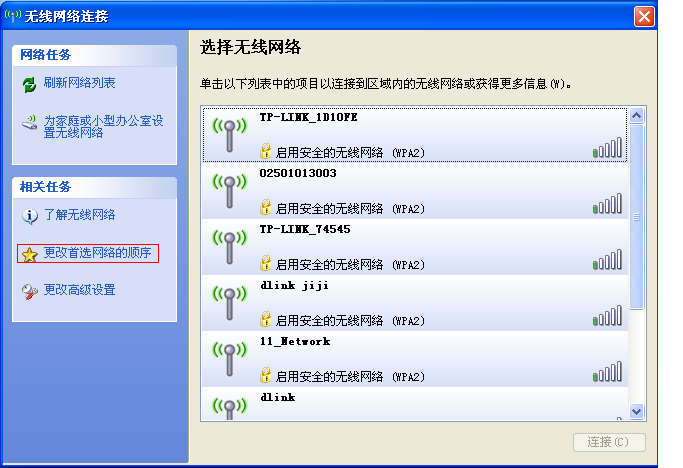 无线网络连接
网络任务
刷新网络列表
为家庭或小型办公室设
置无线网络
相关任务
了解无线网络
更改首选网络的顺序
更改高级设置
选择无线网络
单击以下列表中的项目以连接到区域内的无线网络或获得更多信息(W)。
TP-LINK_1D10FE
启用安全的无线网络 (WPA2)
02501013003
启用安全的无线网络 (WPA2)
TP-LINK_74545
启用安全的无线网络 (WPA2)
dlink jiji
启用安全的无线网络 (WPA2)
11_Network
启用安全的无线网络 (WPA2)
dlink
连接(C)